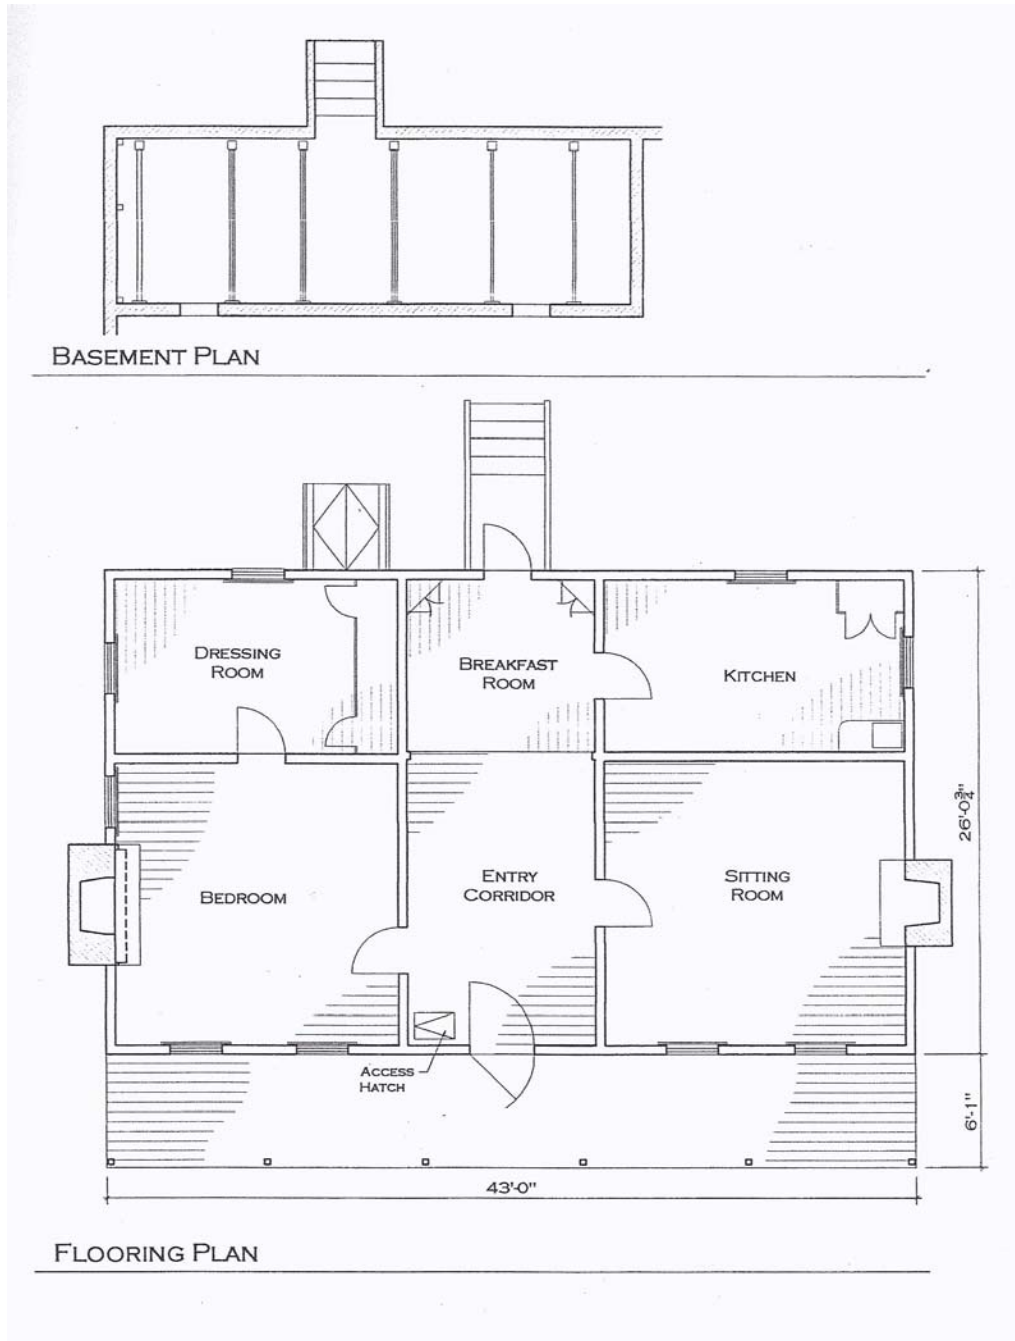 BASEMENT PLAN
DRESSING
ROOM
BREAKFAST
ROOM
KITCHEN
BEDROOM
ENTRY
CORRIDOR
SITTING
ROOM
ACCESS
HATCH
26'-0¾"
6'-1"
43'-0"
FLOORING PLAN